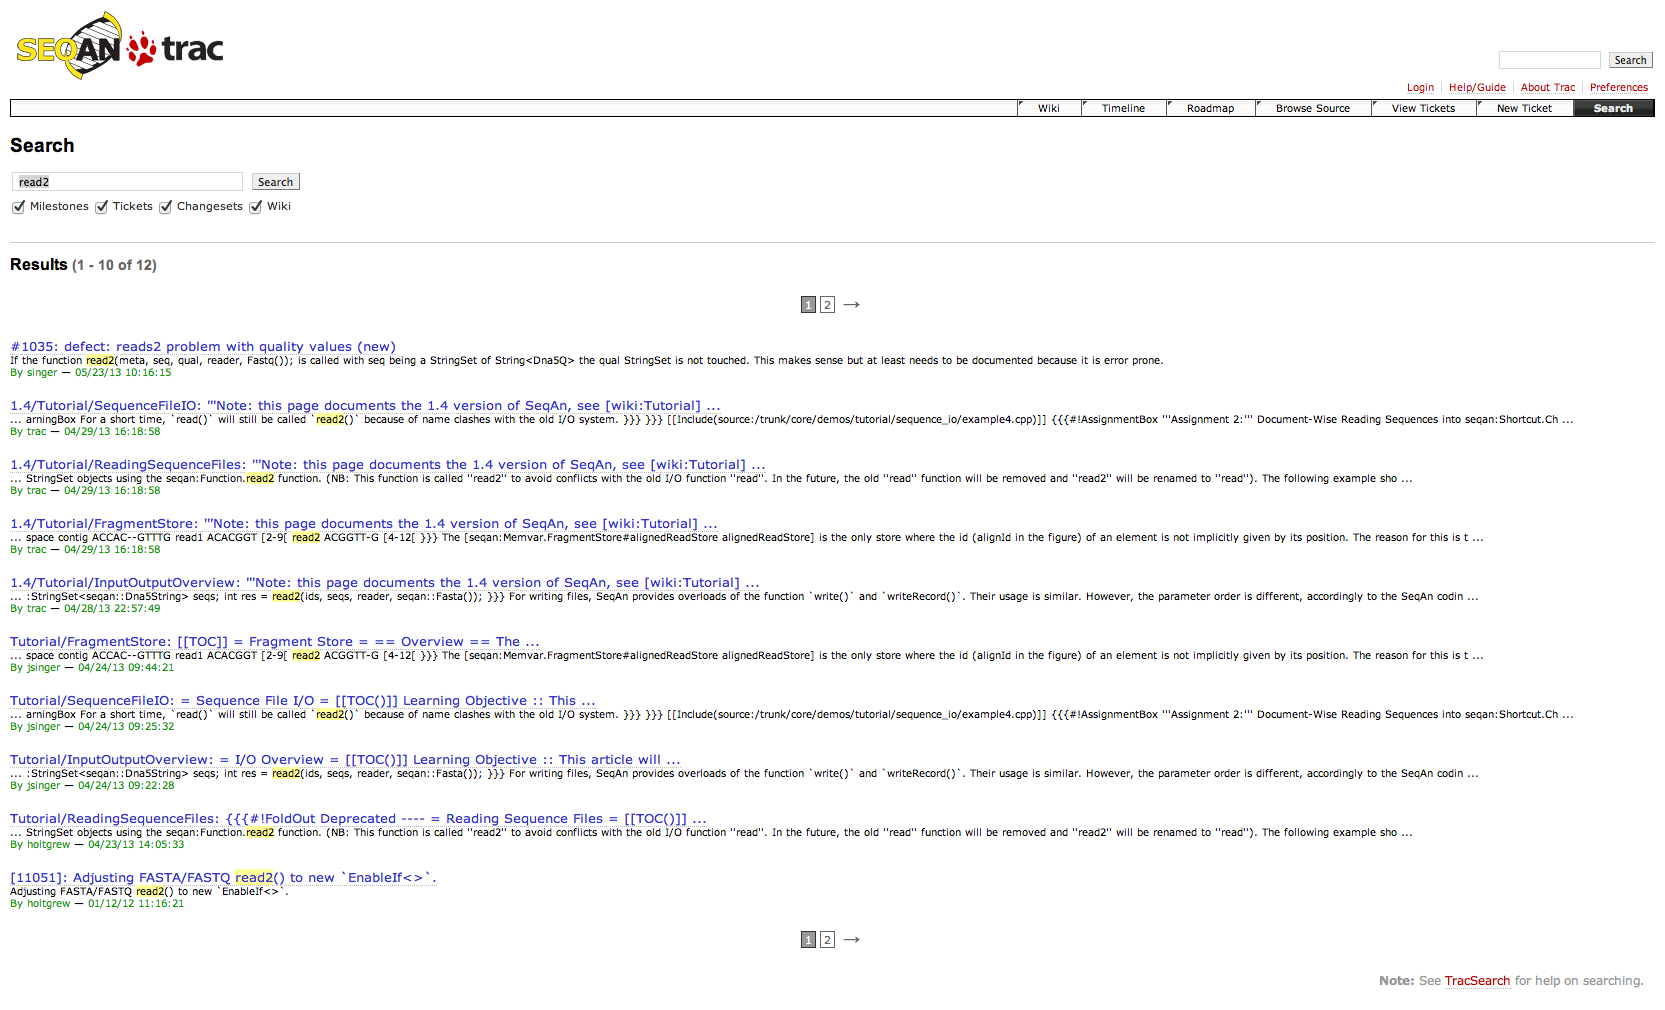 SEQAN trac
Search
Login Help/Guide About Trac Preferences
Wiki Timeline Roadmap Browse Source View Tickets New Ticket Search
Search
read2 Search
Milestones Tickets Changesets Wiki
Results (1 - 10 of 12)
1 2 →
#1035: defect: reads2 problem with quality values (new)
If the function read2(meta, seq, qual, reader, Fastq()); is called with seq being a StringSet of String<Dna5Q> the qual StringSet is not touched. This makes sense but at least needs to be documented because it is error prone.
By singer — 05/23/13 10:16:15
1.4/Tutorial/SequenceFileIO: '''Note: this page documents the 1.4 version of SeqAn, see [wiki:Tutorial] ...
... arningBox For a short time, `read()` will still be called `read2()` because of name clashes with the old I/O system. }}} }}} [[Include(source:/trunk/core/demos/tutorial/sequence_io/example4.cpp)]] {{{#!AssignmentBox '''Assignment 2:''' Document-Wise Reading Sequences into seqan:Shortcut.Ch ...
By trac — 04/29/13 16:18:58
1.4/Tutorial/ReadingSequenceFiles: '''Note: this page documents the 1.4 version of SeqAn, see [wiki:Tutorial] ...
... StringSet objects using the seqan:Function.read2 function. (NB: This function is called ''read2'' to avoid conflicts with the old I/O function ''read''. In the future, the old ''read'' function will be removed and ''read2'' will be renamed to ''read''). The following example sho ...
By trac — 04/29/13 16:18:58
1.4/Tutorial/FragmentStore: '''Note: this page documents the 1.4 version of SeqAn, see [wiki:Tutorial] ...
... space contig ACCAC--GTTTG read1 ACACGGT [2-9[ read2 ACGGTT-G [4-12[ }}} The [seqan:Memvar.FragmentStore#alignedReadStore alignedReadStore] is the only store where the id (alignId in the figure) of an element is not implicitly given by its position. The reason for this is t ...
By trac — 04/29/13 16:18:58
1.4/Tutorial/InputOutputOverview: '''Note: this page documents the 1.4 version of SeqAn, see [wiki:Tutorial] ...
... :StringSet<seqan::Dna5String> seqs; int res = read2(ids, seqs, reader, seqan::Fasta()); }}} For writing files, SeqAn provides overloads of the function `write()` and `writeRecord()`. Their usage is similar. However, the parameter order is different, accordingly to the SeqAn codin ...
By trac — 04/28/13 22:57:49
Tutorial/FragmentStore: [[TOC]] = Fragment Store = == Overview == The ...
... space contig ACCAC--GTTTG read1 ACACGGT [2-9[ read2 ACGGTT-G [4-12[ }}} The [seqan:Memvar.FragmentStore#alignedReadStore alignedReadStore] is the only store where the id (alignId in the figure) of an element is not implicitly given by its position. The reason for this is t ...
By jsinger — 04/24/13 09:44:21
Tutorial/SequenceFileIO: = Sequence File I/O = [[TOC()]] Learning Objective :: This ...
... arningBox For a short time, `read()` will still be called `read2()` because of name clashes with the old I/O system. }}} }}} [[Include(source:/trunk/core/demos/tutorial/sequence_io/example4.cpp)]] {{{#!AssignmentBox '''Assignment 2:''' Document-Wise Reading Sequences into seqan:Shortcut.Ch ...
By jsinger — 04/24/13 09:25:32
Tutorial/InputOutputOverview: = I/O Overview = [[TOC()]] Learning Objective :: This article will ...
... :StringSet<seqan::Dna5String> seqs; int res = read2(ids, seqs, reader, seqan::Fasta()); }}} For writing files, SeqAn provides overloads of the function `write()` and `writeRecord()`. Their usage is similar. However, the parameter order is different, accordingly to the SeqAn codin ...
By jsinger — 04/24/13 09:22:28
Tutorial/ReadingSequenceFiles: {{{#!FoldOut Deprecated ---- = Reading Sequence Files = [[TOC()]] ...
... StringSet objects using the seqan:Function.read2 function. (NB: This function is called ''read2'' to avoid conflicts with the old I/O function ''read''. In the future, the old ''read'' function will be removed and ''read2'' will be renamed to ''read''). The following example sho ...
By holtgrew — 04/23/13 14:05:33
[11051]: Adjusting FASTA/FASTQ read2() to new `EnableIf<>`.
Adjusting FASTA/FASTQ read2() to new `EnableIf<>`.
By holtgrew — 01/12/12 11:16:21
1 2 →
Note: See TracSearch for help on searching.